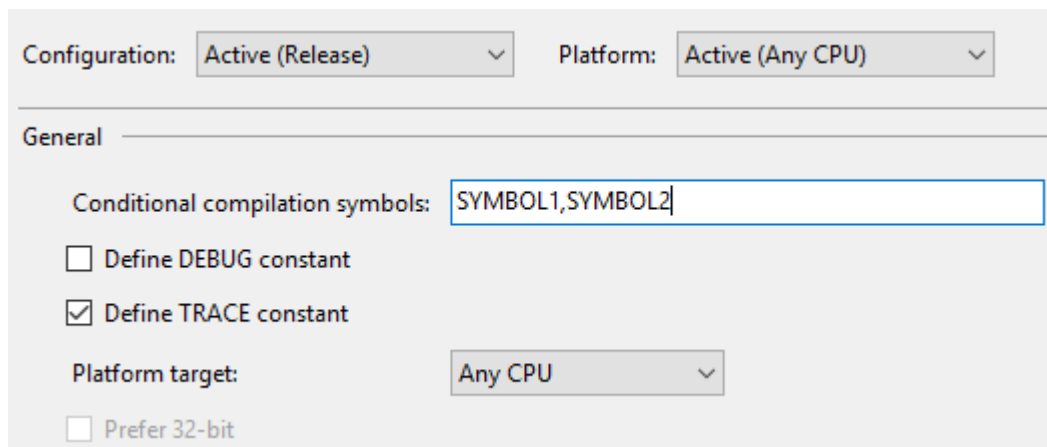 Configuration: Active (Release) Platform: Active (Any CPU)
General
Conditional compilation symbols: SYMBOL1,SYMBOL2
Define DEBUG constant
Define TRACE constant
Platform target: Any CPU
Prefer 32-bit